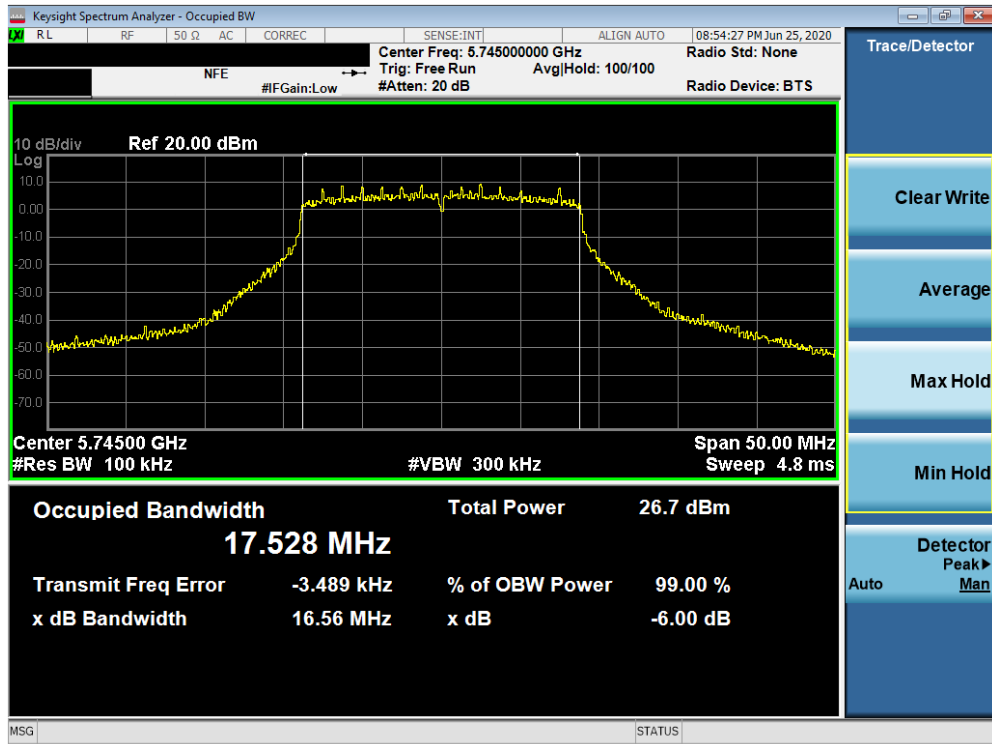 Keysight Spectrum Analyzer - Occupied BW
LXI RL RF 50 Ω AC CORREC SENSE:INT ALIGN AUTO 08:54:27 PM Jun 25, 2020
Center Freq: 5.745000000 GHz Radio Std: None
NFE Trig: Free Run Avg|Hold: 100/100
#IFGain:Low #Atten: 20 dB Radio Device: BTS
10 dB/div Ref 20.00 dBm
Log
10.0
0.00
-10.0
-20.0
-30.0
-40.0
-50.0
-60.0
-70.0
Center 5.74500 GHz Span 50.00 MHz
#Res BW 100 kHz #VBW 300 kHz Sweep 4.8 ms
Occupied Bandwidth Total Power 26.7 dBm
17.528 MHz
Transmit Freq Error -3.489 kHz % of OBW Power 99.00 %
x dB Bandwidth 16.56 MHz x dB -6.00 dB
Trace/Detector
Clear Write
Average
Max Hold
Min Hold
Detector
Peak▶
Auto Man
MSG STATUS